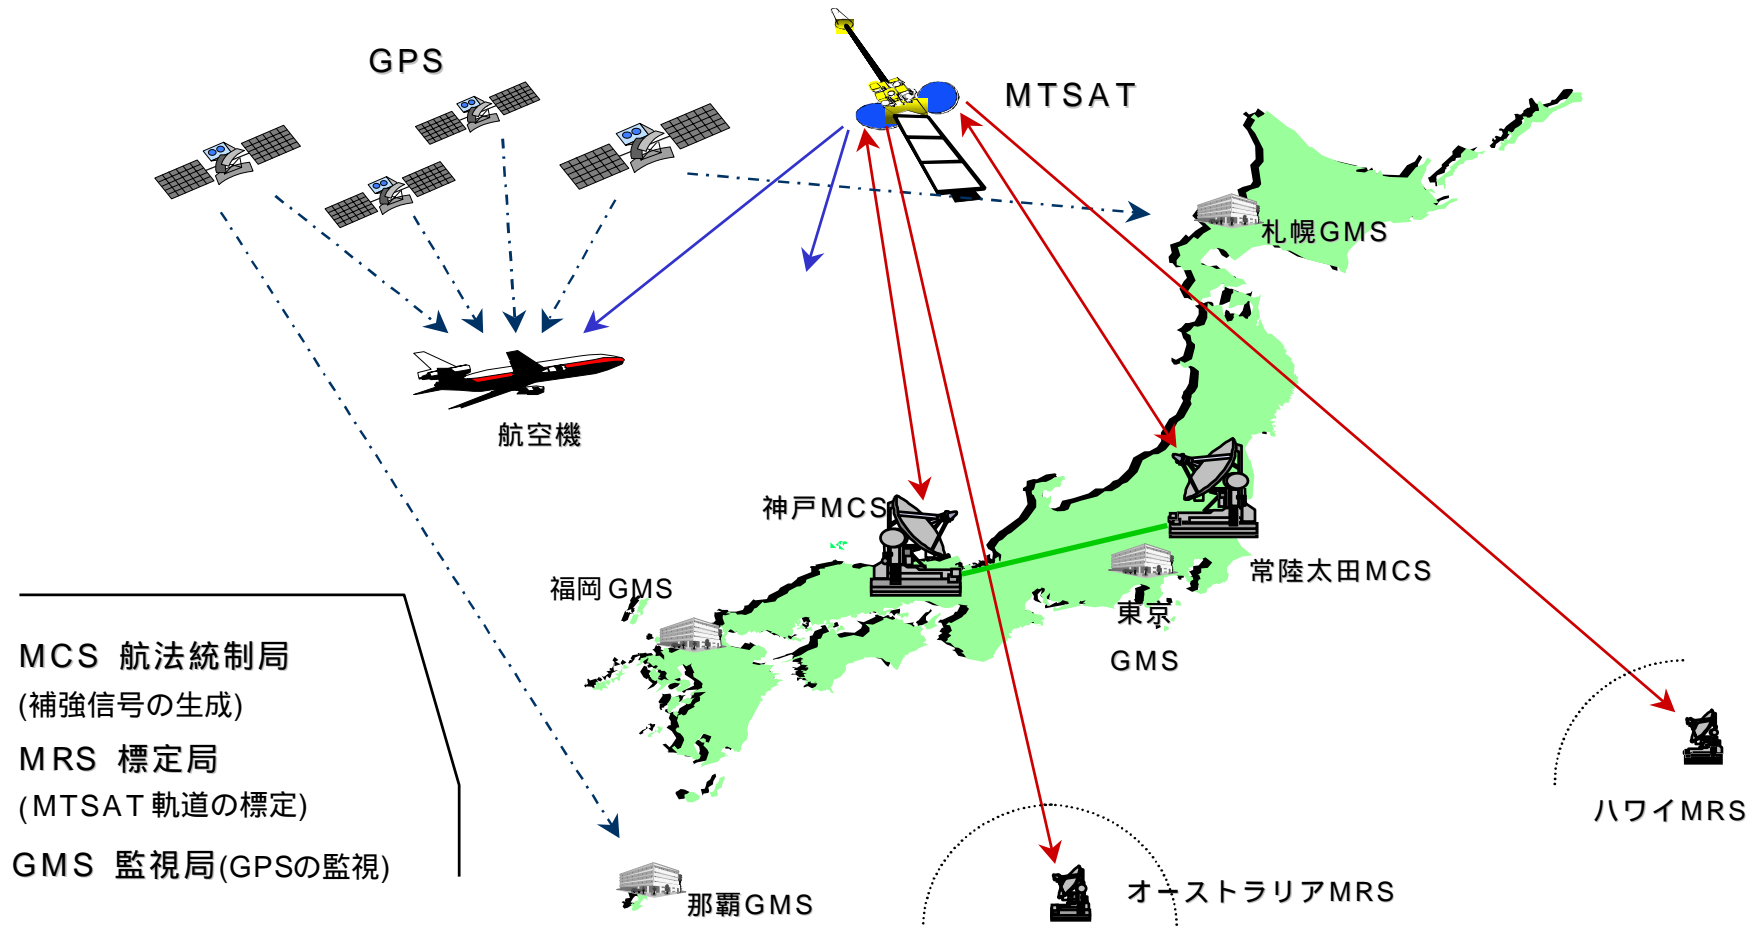 GPS
MTSAT
札幌GMS
航空機
神戸MCS
常陸太田MCS
福岡GMS
東京
GMS
MCS 航法統制局
(補強信号の生成)
MRS 標定局
(MTSAT軌道の標定)
GMS 監視局(GPSの監視)
ハワイMRS
オーストラリアMRS
那覇GMS